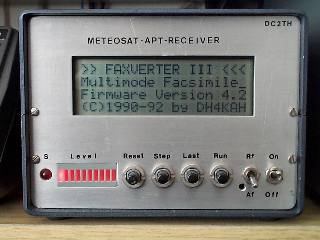 DC2TH
METEOSAT-APT-RECEIVER
>> FAXVERTER III <<<
Multimode Facsimile_
Firmware Version 4.2
(C)1990-92 by DH4KAH
S Level Reset Step Last Run Rf On
Af Off